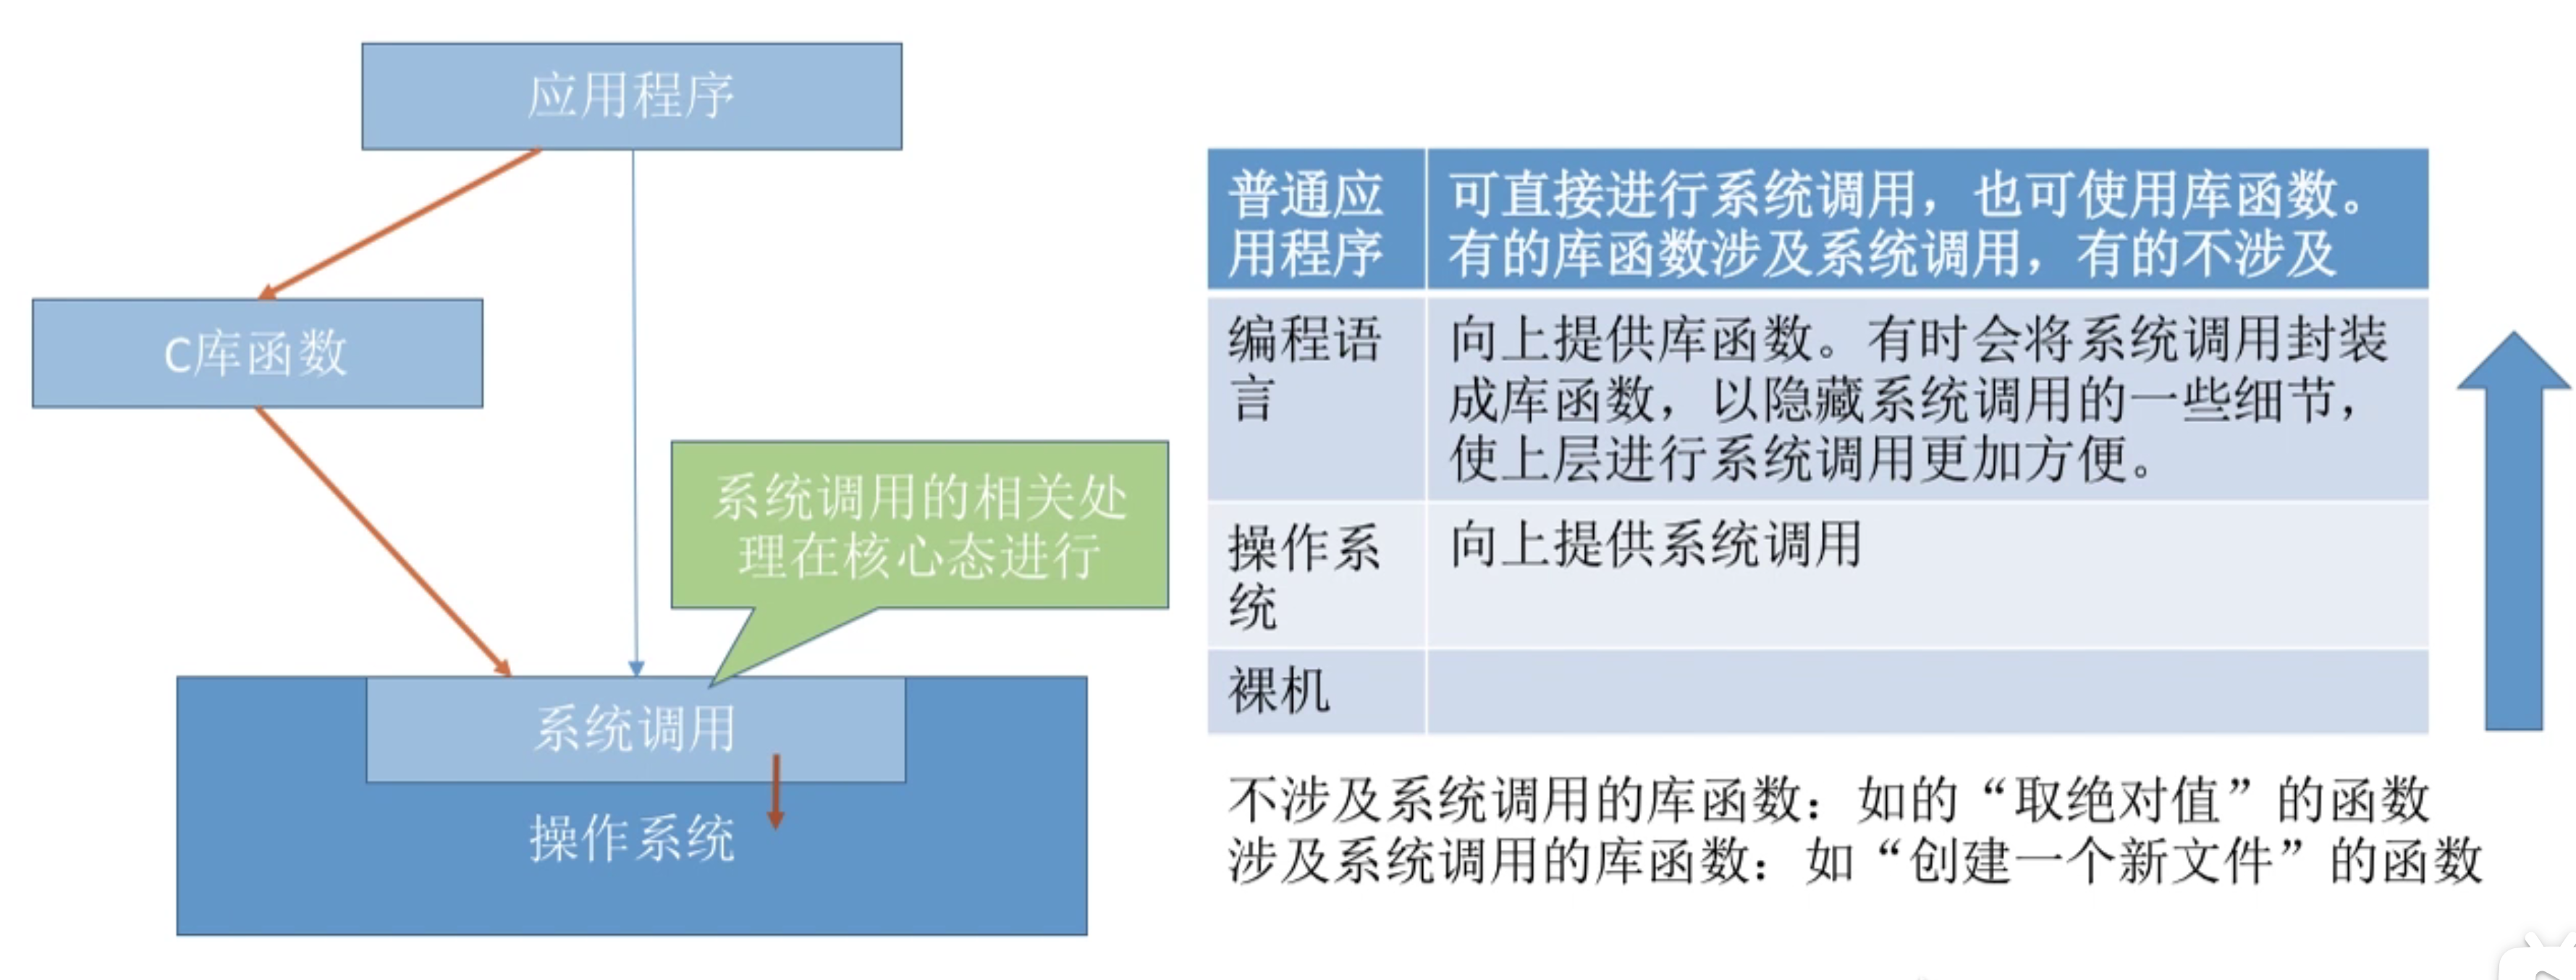 应用程序
C库函数
系统调用的相关处
理在核心态进行
系统调用
操作系统
普通应
用程序
可直接进行系统调用，也可使用库函数。
有的库函数涉及系统调用，有的不涉及
编程语
言
向上提供库函数。有时会将系统调用封装
成库函数，以隐藏系统调用的一些细节，
使上层进行系统调用更加方便。
操作系
统
向上提供系统调用
裸机
不涉及系统调用的库函数：如的“取绝对值”的函数
涉及系统调用的库函数：如“创建一个新文件”的函数